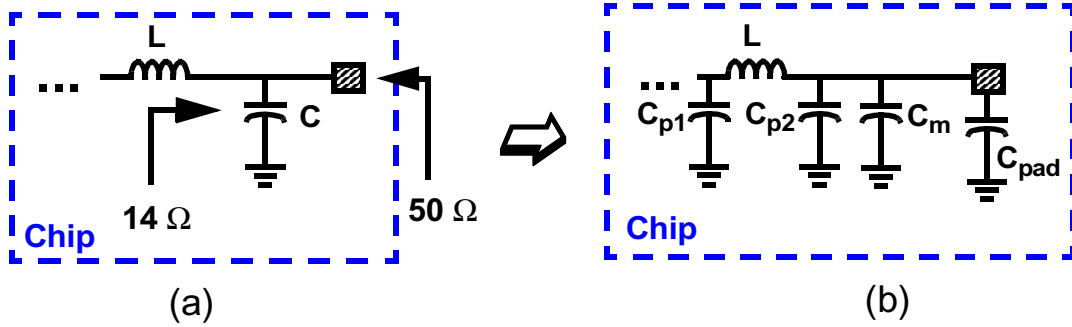 L
...
C
14 Ω
50 Ω
Chip
(a)
L
...
Cp1
Cp2
Cm
Cpad
Chip
(b)